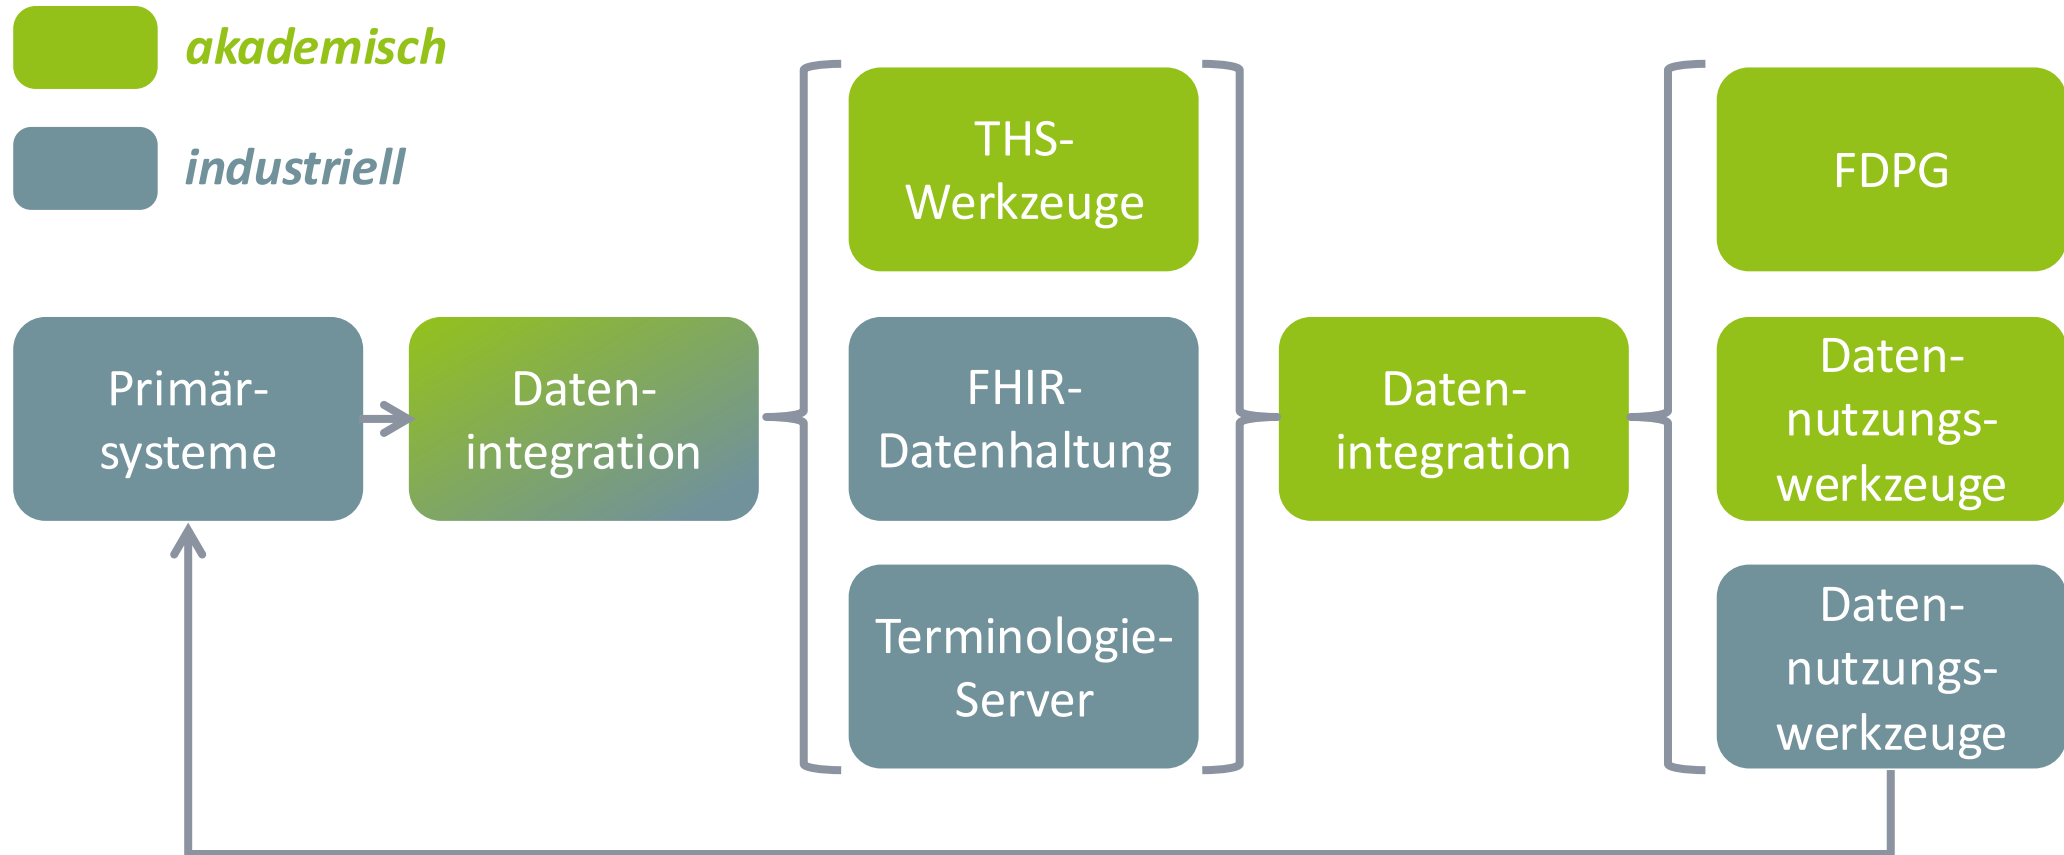 akademisch
industriell
Primär-
systeme
Daten-
integration
THS-
Werkzeuge
FHIR-
Datenhaltung
Terminologie-
Server
Daten-
integration
FDPG
Daten-
nutzungs-
werkzeuge
Daten-
nutzungs-
werkzeuge